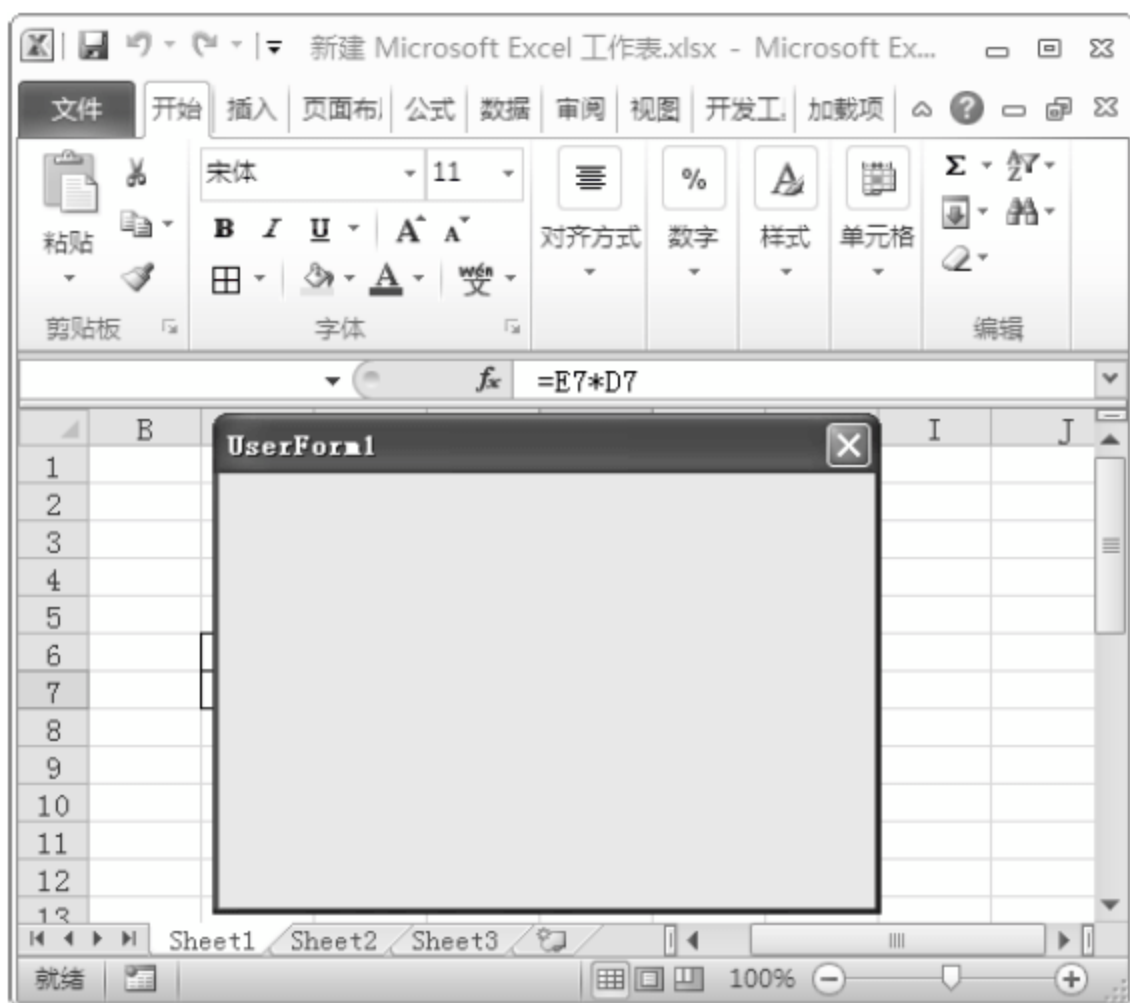 新建 Microsoft Excel 工作表.xlsx - Microsoft Ex...
文件 开始 插入 页面布 公式 数据 审阅 视图 开发工 加载项
宋体 11
粘贴 B I U A A 对齐方式 % 数字 A 样式 单元格 Σ
A wén 文
剪贴板 字体 编辑
fx =E7*D7
B I J
UserForm1
1
2
3
4
5
6
7
8
9
10
11
12
13
Sheet1 Sheet2 Sheet3
就绪 100%